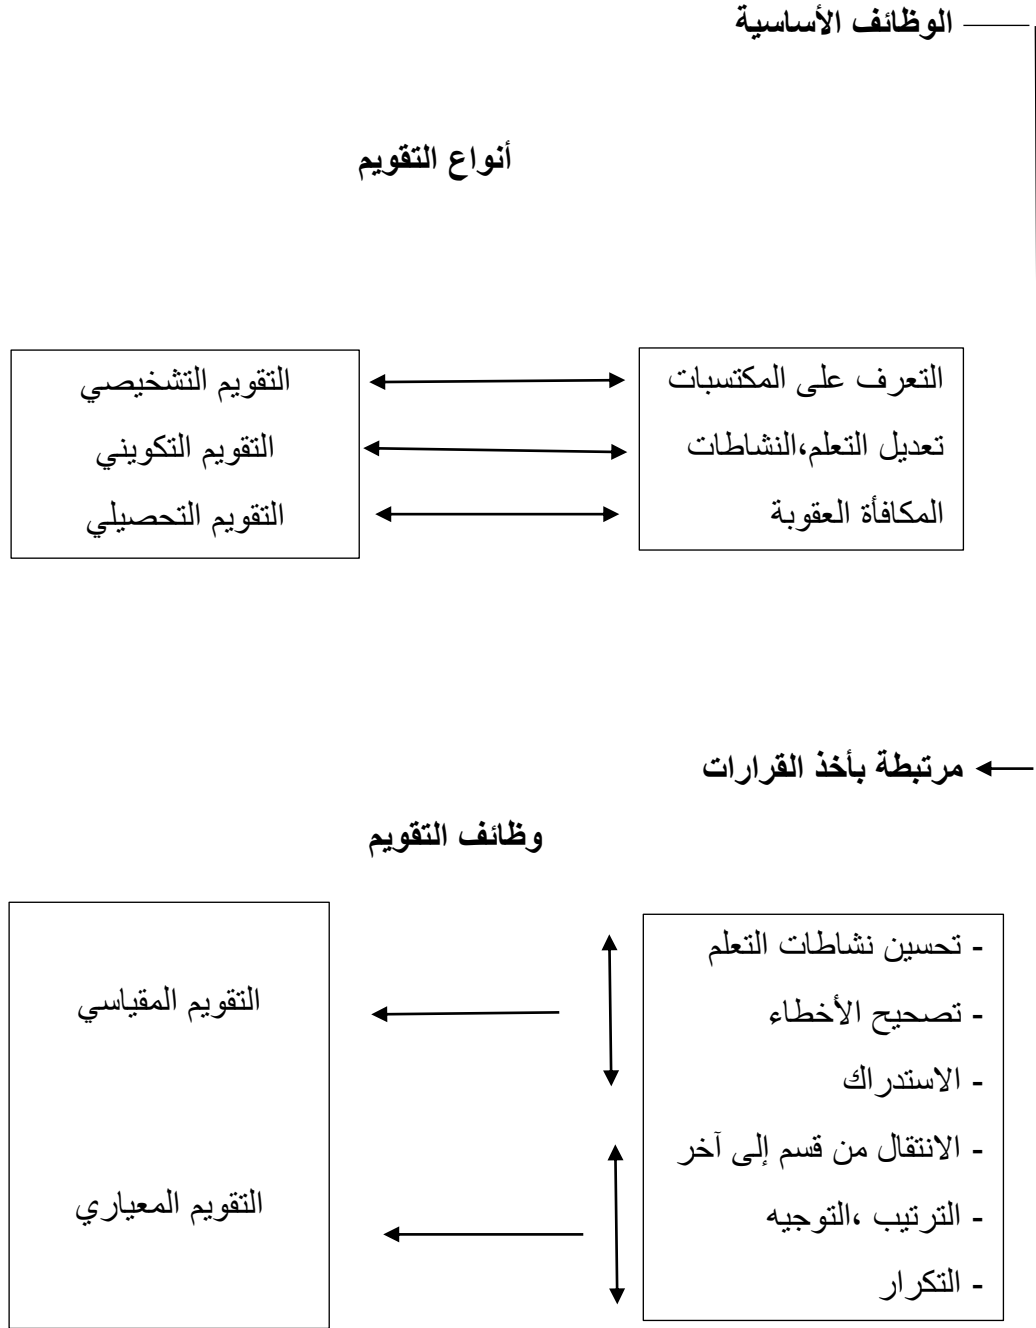 الوظائف الأساسية
أنواع التقويم
التعرف على المكتسبات
تعديل التعلم،النشاطات
المكافأة العقوبة
التقويم التشخيصي
التقويم التكويني
التقويم التحصيلي
مرتبطة بأخذ القرارات
وظائف التقويم
- تحسين نشاطات التعلم
- تصحيح الأخطاء
- الاستدراك
- الانتقال من قسم إلى آخر
- الترتيب ،التوجيه
- التكرار
التقويم المقياسي
التقويم المعياري